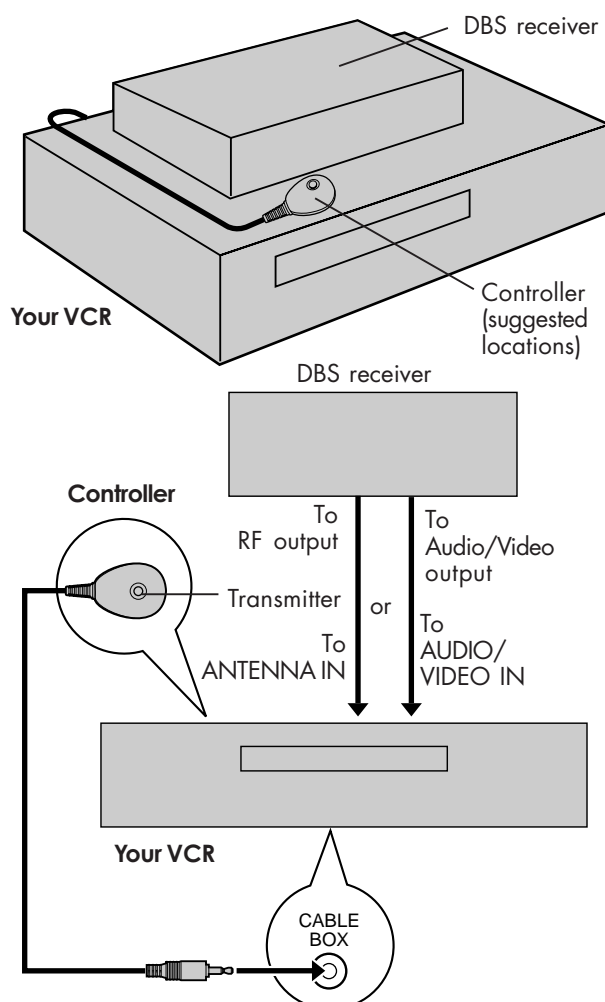 DBS receiver
Your VCR
Controller
(suggested
locations)
DBS receiver
Controller
To
RF output
To
Audio/Video
output
Transmitter
or
To
ANTENNA IN
To
AUDIO/
VIDEO IN
Your VCR
CABLE
BOX